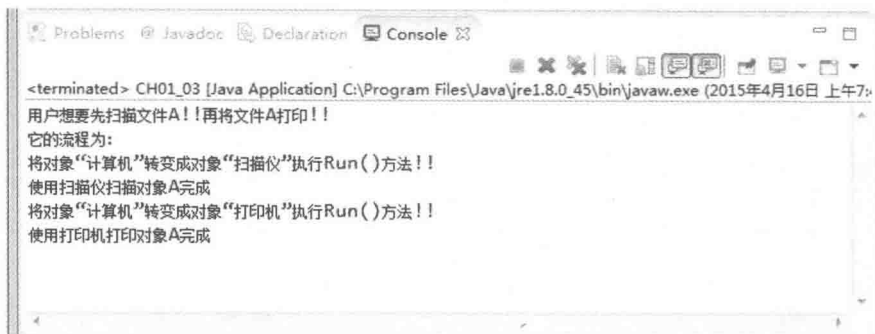 Problems @ Javadoc Declaration Console
<terminated> CH01_03 [Java Application] C:\Program Files\Java\jre1.8.0_45\bin\javaw.exe (2015年4月16日 上午7:
用户想要先扫描文件A!!再将文件A打印!!
它的流程为:
将对象“计算机”转变成对象“扫描仪”执行Run()方法!!
使用扫描仪扫描对象A完成
将对象“计算机”转变成对象“打印机”执行Run()方法!!
使用打印机打印对象A完成